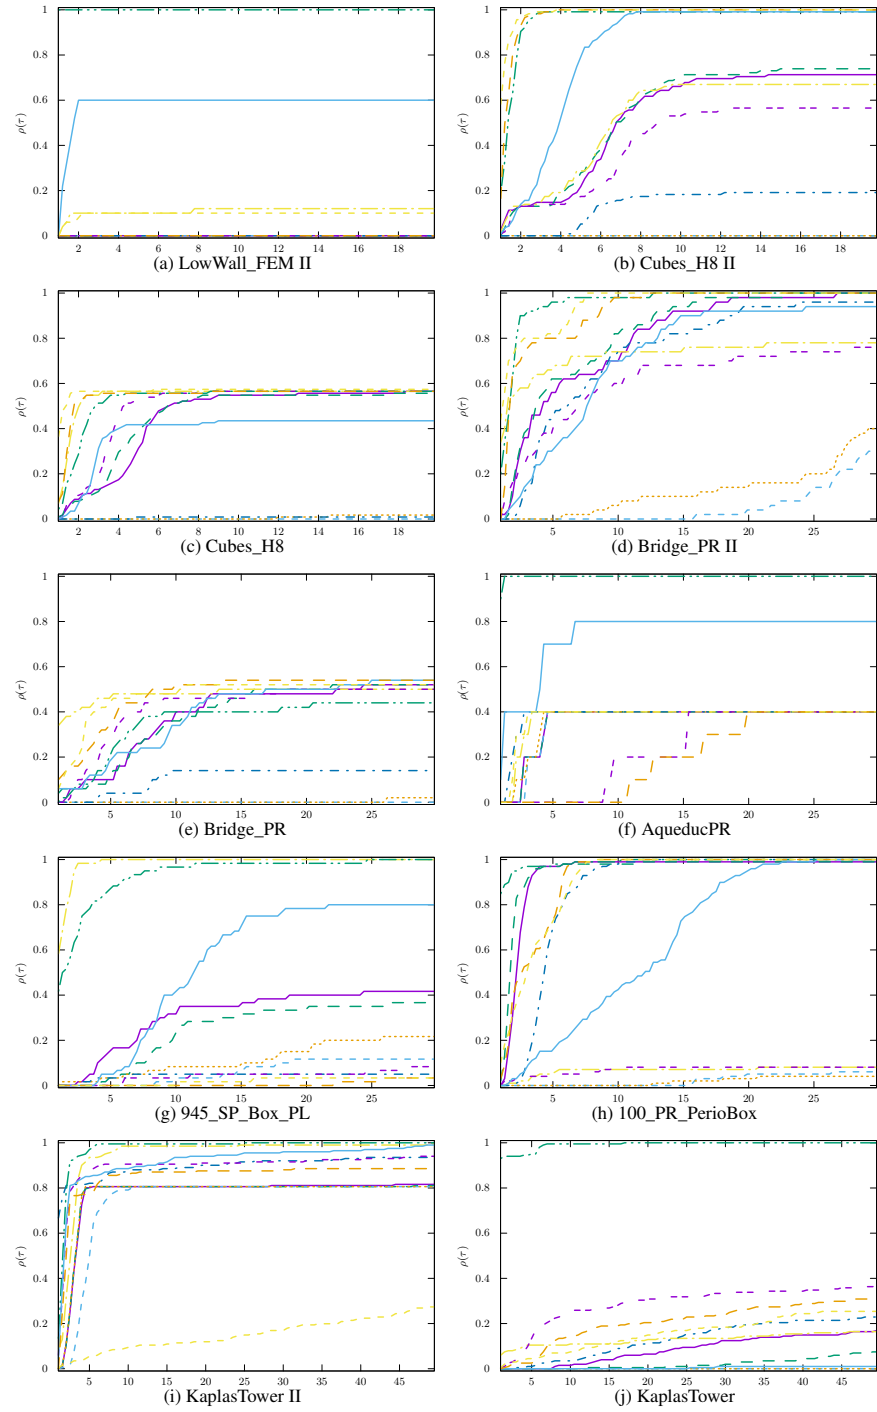 1
0.8
0.6
0.4
0.2
0
ρ(τ)
2 4 6 8 10 12 14 16 18
(a) LowWall_FEM II
1
0.8
0.6
0.4
0.2
0
ρ(τ)
2 4 6 8 10 12 14 16 18
(b) Cubes_H8 II
1
0.8
0.6
0.4
0.2
0
ρ(τ)
2 4 6 8 10 12 14 16 18
(c) Cubes_H8
1
0.8
0.6
0.4
0.2
0
ρ(τ)
5 10 15 20 25
(d) Bridge_PR II
1
0.8
0.6
0.4
0.2
0
ρ(τ)
5 10 15 20 25
(e) Bridge_PR
1
0.8
0.6
0.4
0.2
0
ρ(τ)
5 10 15 20 25
(f) AqueducPR
1
0.8
0.6
0.4
0.2
0
ρ(τ)
5 10 15 20 25
(g) 945_SP_Box_PL
1
0.8
0.6
0.4
0.2
0
ρ(τ)
5 10 15 20 25
(h) 100_PR_PerioBox
1
0.8
0.6
0.4
0.2
0
ρ(τ)
5 10 15 20 25 30 35 40 45
(i) KaplasTower II
1
0.8
0.6
0.4
0.2
0
ρ(τ)
5 10 15 20 25 30 35 40 45
(j) KaplasTower